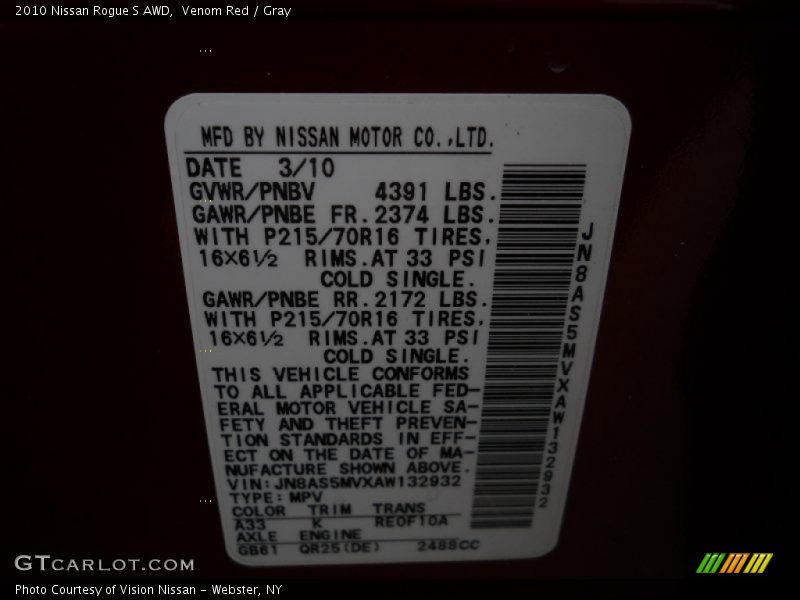 2010 Nissan Rogue S AWD,  Venom Red / Gray
MFD BY NISSAN MOTOR CO.,LTD.
DATE 3/10
GVWR/PNBV 4391 LBS.
GAWR/PNBE FR.2374 LBS.
WITH P215/70R16 TIRES,
16×6½ RIMS.AT 33 PSI
COLD SINGLE.
GAWR/PNBE RR.2172 LBS.
WITH P215/70R16 TIRES,
16×6½ RIMS.AT 33 PSI
COLD SINGLE.
THIS VEHICLE CONFORMS
TO ALL APPLICABLE FED-
ERAL MOTOR VEHICLE SA-
FETY AND THEFT PREVEN-
TION STANDARDS IN EFF-
ECT ON THE DATE OF MA-
NUFACTURE SHOWN ABOVE.
VIN:JN8AS5MVXAW132932
TYPE:MPV
COLOR TRIM TRANS
A33 K RE0F10A
AXLE ENGINE
GB61 QR25(DE) 2488CC
JN8AS5MVXAW132932
GTCARLOT.COM
Photo Courtesy of Vision Nissan - Webster, NY